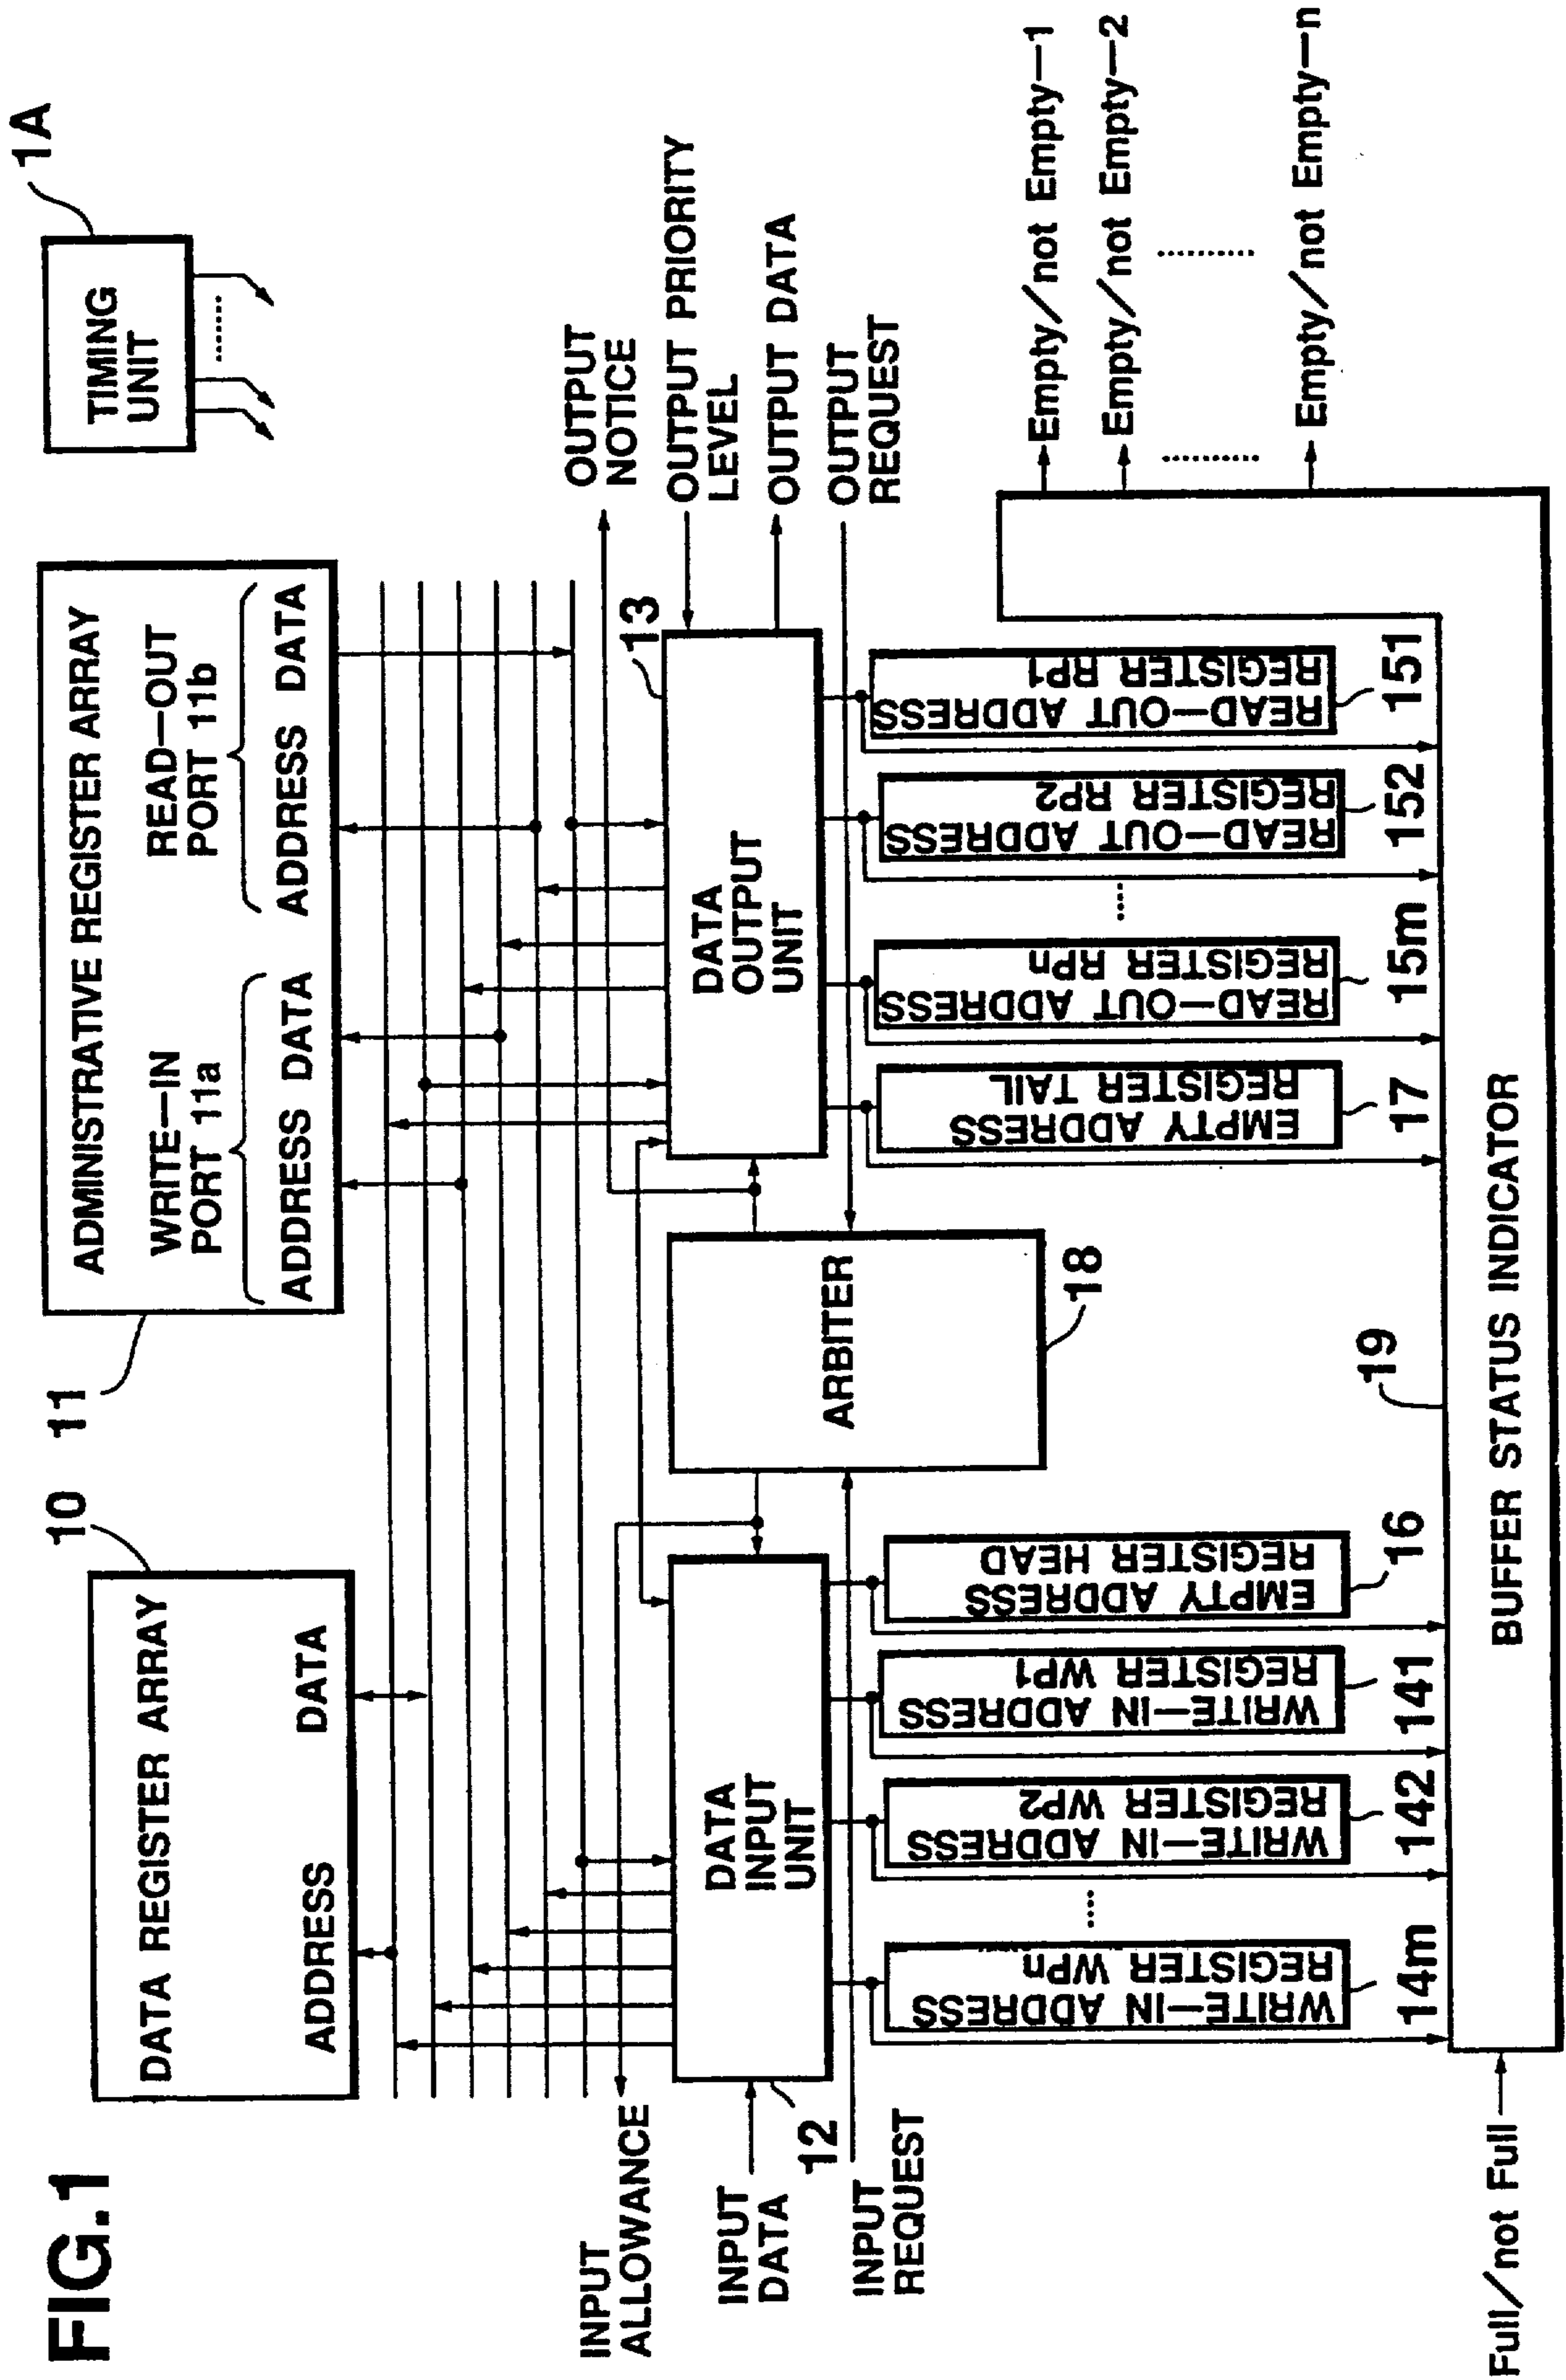 FIG.1
10
DATA REGISTER ARRAY
ADDRESS
DATA
11
ADMINISTRATIVE REGISTER ARRAY
WRITE—IN
PORT 11a
READ—OUT
PORT 11b
ADDRESS DATA
ADDRESS DATA
1A
TIMING
UNIT
INPUT
ALLOWANCE
INPUT
DATA
INPUT
REQUEST
12
DATA
INPUT
UNIT
ARBITER
18
13
DATA
OUTPUT
UNIT
OUTPUT
NOTICE
OUTPUT PRIORITY
LEVEL
OUTPUT DATA
OUTPUT
REQUEST
WRITE—IN ADDRESS
REGISTER WPn
14m
WRITE—IN ADDRESS
REGISTER WP2
142
WRITE—IN ADDRESS
REGISTER WP1
141
EMPTY ADDRESS
REGISTER HEAD
16
EMPTY ADDRESS
REGISTER TAIL
17
READ—OUT ADDRESS
REGISTER RPn
15m
READ—OUT ADDRESS
REGISTER RP2
152
READ—OUT ADDRESS
REGISTER RP1
151
19
BUFFER STATUS INDICATOR
Full/not Full
Empty/not Empty—1
Empty/not Empty—2
Empty/not Empty—n